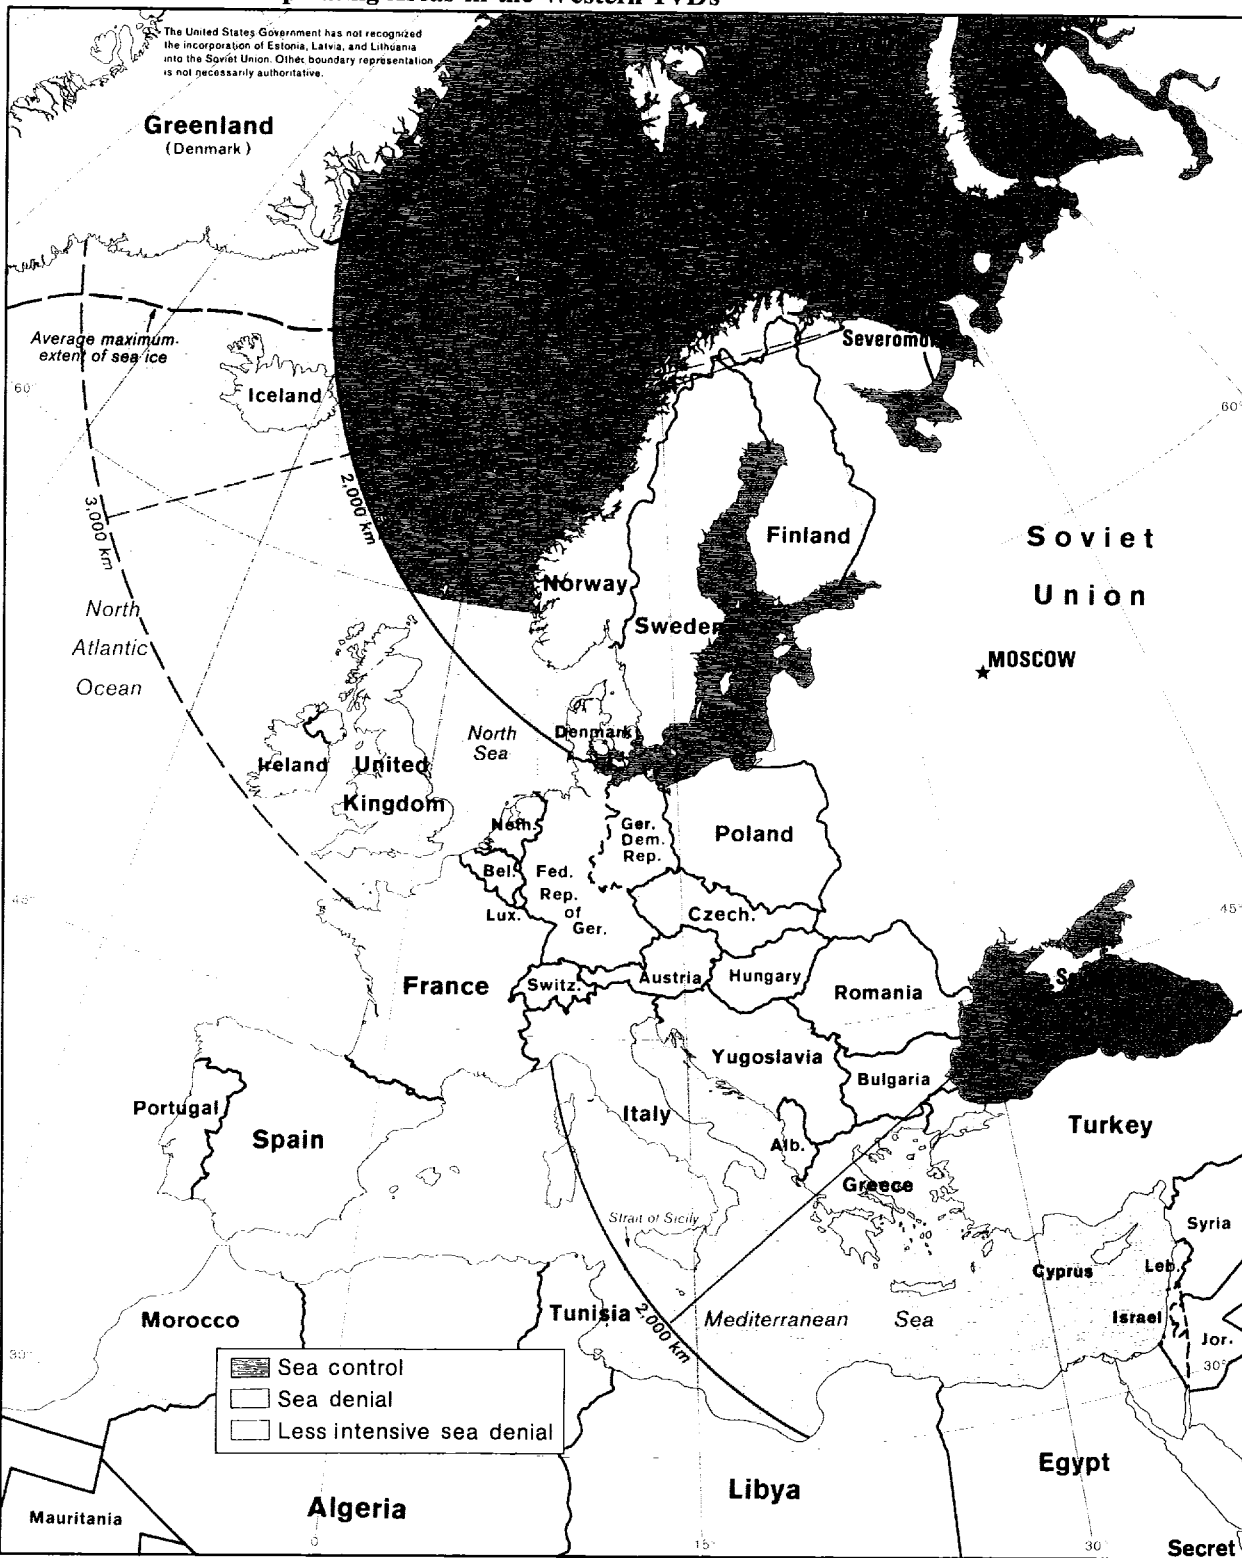 in the Western TVDs
The United States Government has not recognized
the incorporation of Estonia, Latvia, and Lithuania
into the Soviet Union. Other boundary representation
is not necessarily authoritative.
Greenland
(Denmark)
Average maximum
extent of sea ice
Iceland
60°
60°
Severomo
2,000 km
3,000 km
Finland
Soviet
Union
Norway
Sweden
North
Atlantic
Ocean
MOSCOW
North
Sea
Denmark
Ireland
United
Kingdom
Neth.
Ger.
Dem.
Rep.
Poland
Bel.
Fed.
Rep.
of
Ger.
Lux.
Czech.
45°
45°
France
Switz.
Austria
Hungary
Romania
Yugoslavia
Bulgaria
Portugal
Spain
Italy
Alb.
Turkey
Greece
Strait of Sicily
Syria
Cyprus
Leb.
Morocco
Tunisia
2,000 km
Mediterranean
Sea
Israel
Jor.
30°
30°
Sea control
Sea denial
Less intensive sea denial
Algeria
Libya
Egypt
Mauritania
0
15°
30°
Secret